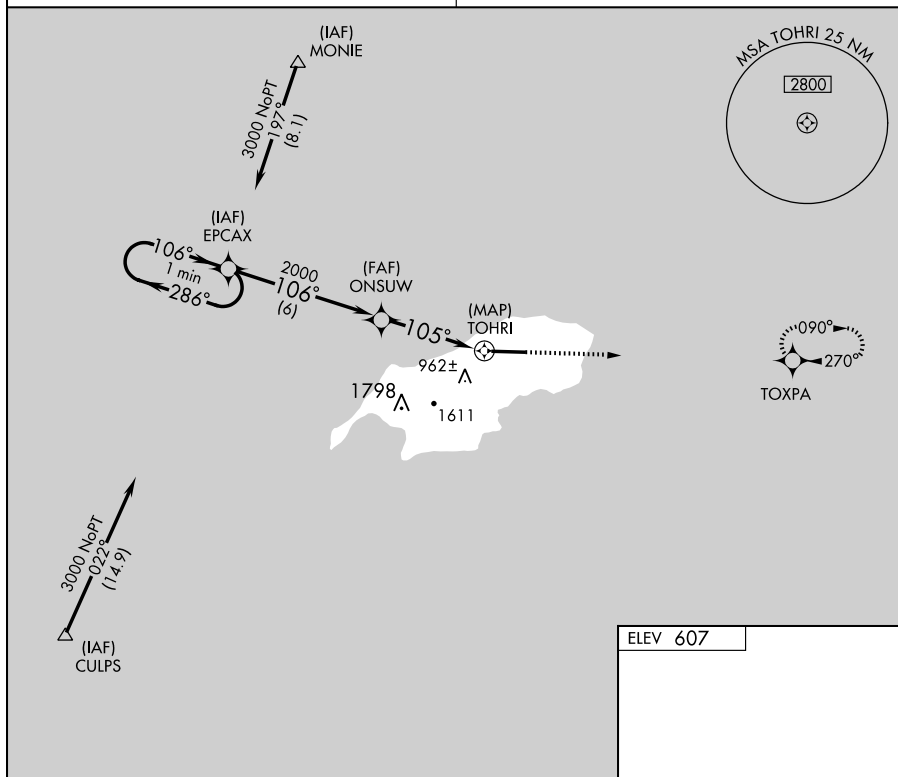 (IAF)
MONIE
MSA TOHRI 25 NM
2800
3000 NoPT
197°
(8.1)
(IAF)
EPCAX
106°
1 min
286°
2000
106°
(6)
(FAF)
ONSUW
105°
(MAP)
TOHRI
962±
1798
1611
090°
270°
TOXPA
3000 NoPT
022°
(14.9)
(IAF)
CULPS
ELEV 607